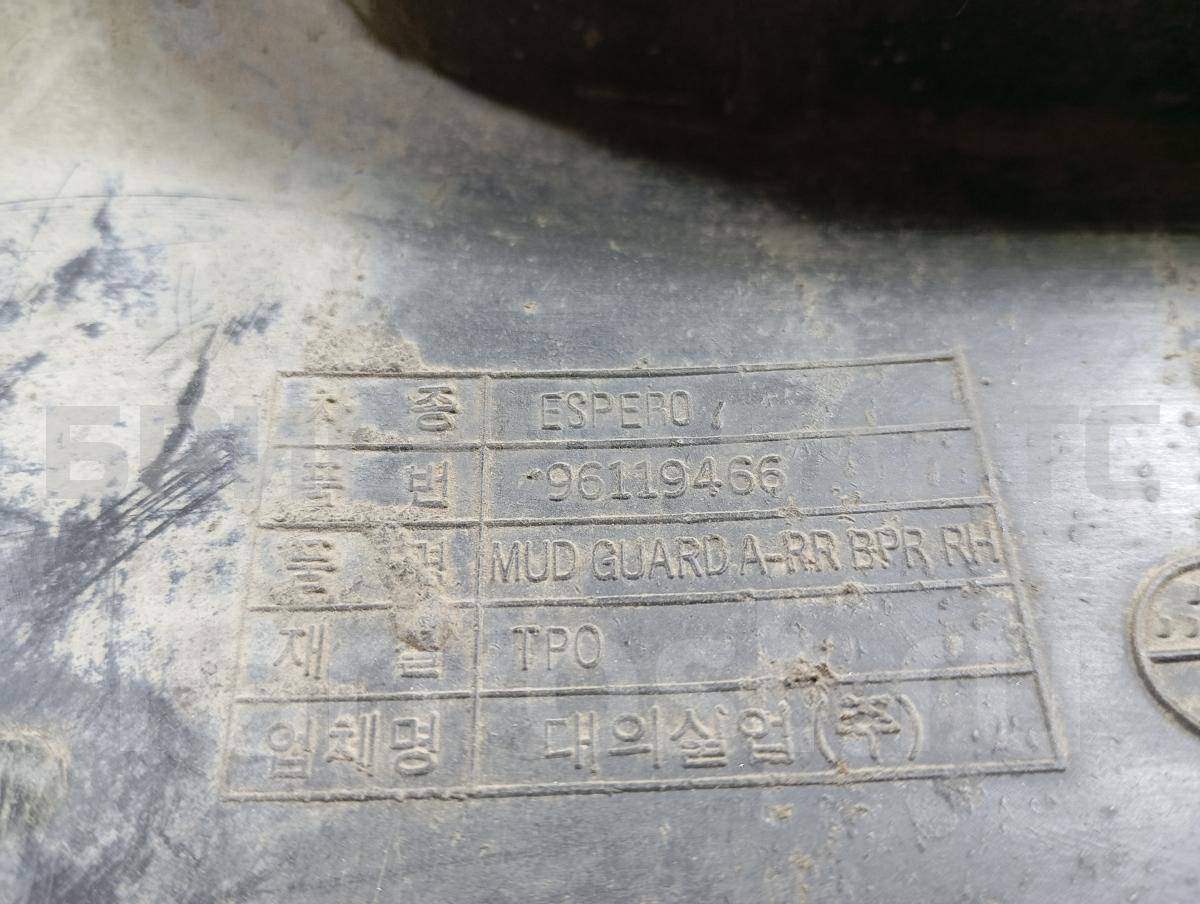 차 종 ESPERO
품 번 96119466
품 명 MUD GUARD A-RR BPR RH
재 질 TPO
업체명 대의실업(주)